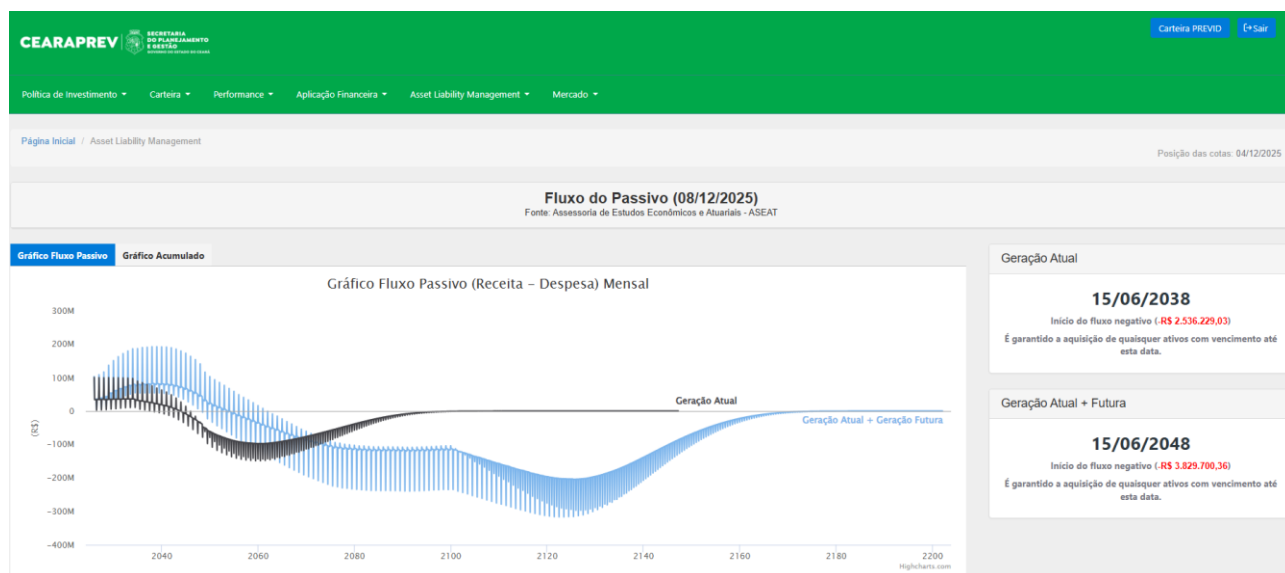 CEARAPREV
SECRETARIA
DO PLANEJAMENTO
E GESTÃO
GOVERNO DO ESTADO DO CEARÁ
Carteira PREVID
Sair
Política de Investimento
Carteira
Performance
Aplicação Financeira
Asset Liability Management
Mercado
Página Inicial / Asset Liability Management
Posição das cotas: 04/12/2025
Fluxo do Passivo (08/12/2025)
Fonte: Assessoria de Estudos Econômicos e Atuariais - ASEAT
Gráfico Fluxo Passivo
Gráfico Acumulado
Gráfico Fluxo Passivo (Receita – Despesa) Mensal
(R$)
300M
200M
100M
0
−100M
−200M
−300M
−400M
Geração Atual
Geração Atual + Geração Futura
2040 2060 2080 2100 2120 2140 2160 2180 2200
Highcharts.com
Geração Atual
15/06/2038
Início do fluxo negativo (-R$ 2.536.229,03)
É garantido a aquisição de quaisquer ativos com vencimento até
esta data.
Geração Atual + Futura
15/06/2048
Início do fluxo negativo (-R$ 3.829.700,36)
É garantido a aquisição de quaisquer ativos com vencimento até
esta data.